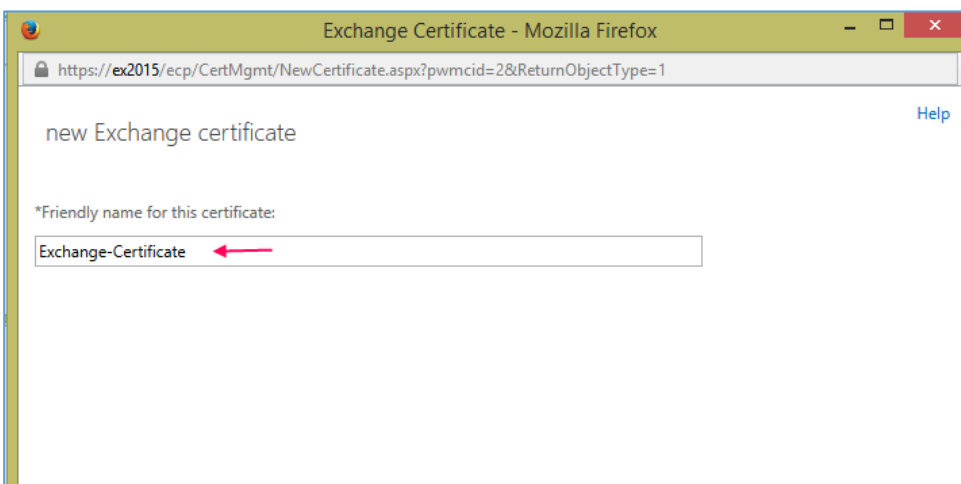 Exchange Certificate - Mozilla Firefox
https://ex2015/ecp/CertMgmt/NewCertificate.aspx?pwmcid=2&ReturnObjectType=1
Help
new Exchange certificate
*Friendly name for this certificate:
Exchange-Certificate